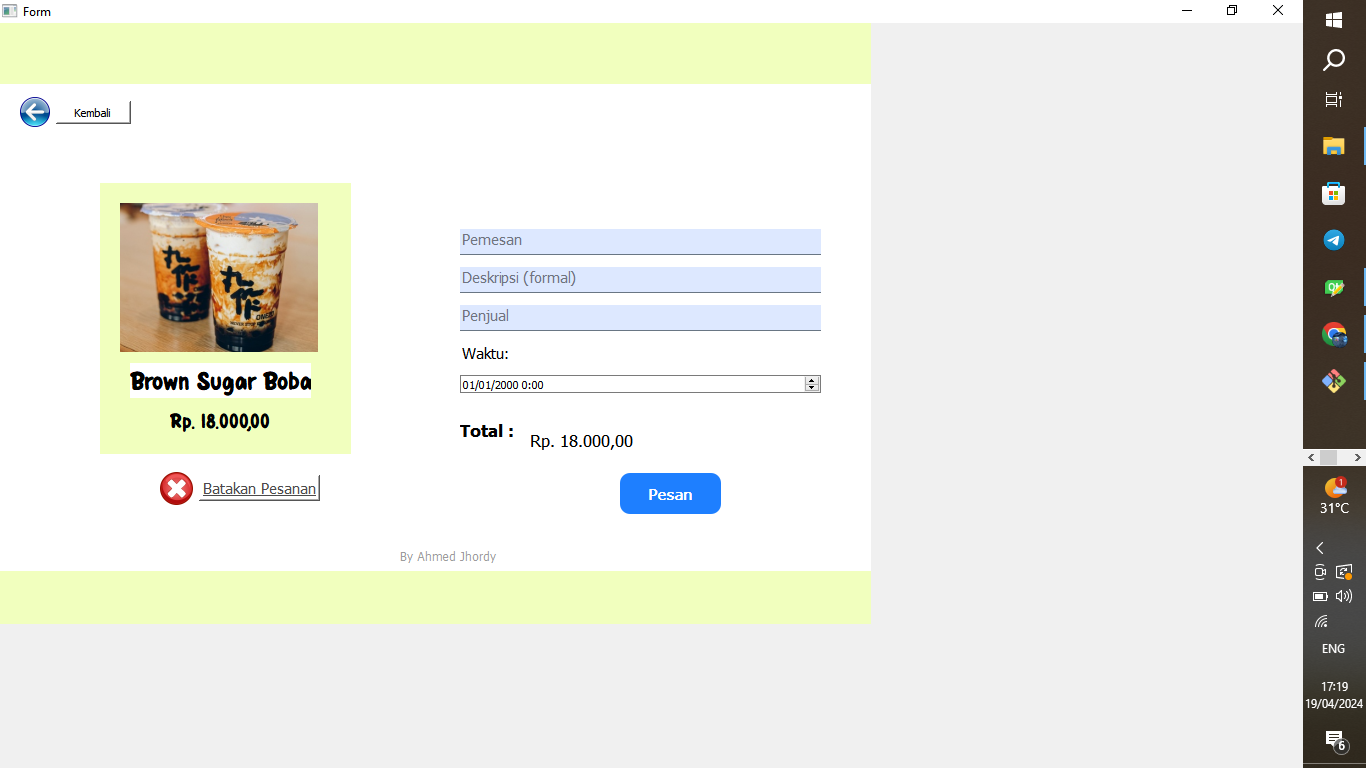 Form
Kembali
Pemesan
Deskripsi (formal)
Penjual
Waktu:
01/01/2000 0:00
Brown Sugar Boba
Rp. 18.000,00
Total :
Rp. 18.000,00
Batakan Pesanan
Pesan
By Ahmed Jhordy
1
31°C
ENG
17:19
19/04/2024
6